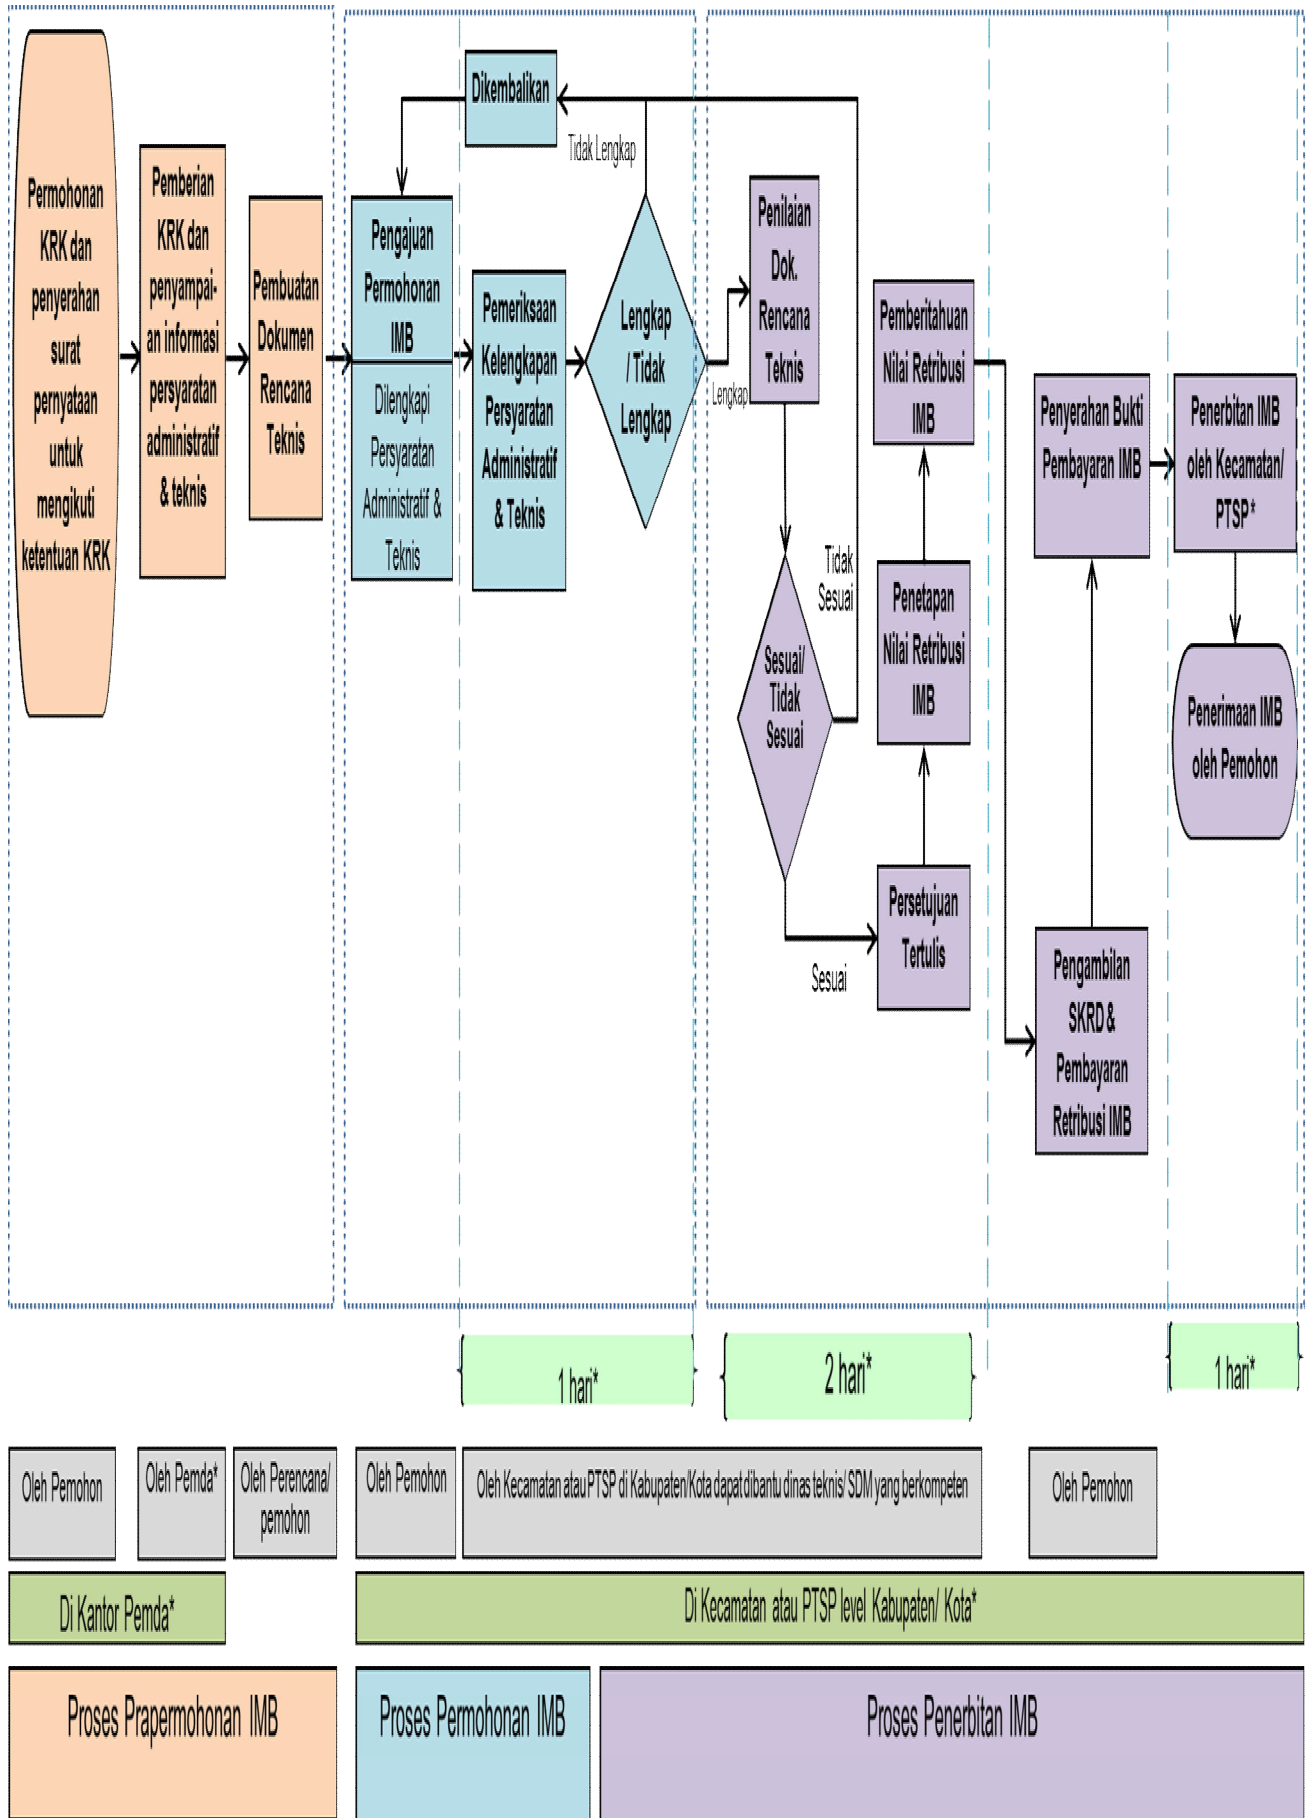 Permohonan
KRK dan
penyerahan
surat
pernyataan
untuk
mengikuti
ketentuan KRK
Pemberian
KRK dan
penyampai-
an informasi
persyaratan
administratif
& teknis
Pembuatan
Dokumen
Rencana
Teknis
Dikembalikan
Tidak Lengkap
Pengajuan
Permohonan
IMB
Dilengkapi
Persyaratan
Administratif &
Teknis
Pemeriksaan
Kelengkapan
Persyaratan
Administratif
& Teknis
Lengkap
/ Tidak
Lengkap
Lengkap
Penilaian
Dok.
Rencana
Teknis
Tidak
Sesuai
Sesuai/
Tidak
Sesuai
Sesuai
Persetujuan
Tertulis
Penetapan
Nilai Retribusi
IMB
Pemberitahuan
Nilai Retribusi
IMB
Pengambilan
SKRD &
Pembayaran
Retribusi IMB
Penyerahan Bukti
Pembayaran IMB
Penerbitan IMB
oleh Kecamatan/
PTSP*
Penerimaan IMB
oleh Pemohon
1 hari*
2 hari*
1 hari*
Oleh Pemohon
Oleh Pemda*
Oleh Perencana/
pemohon
Oleh Pemohon
Oleh Kecamatan atau PTSP di Kabupaten/Kota dapat dibantu dinas teknis/ SDM yang berkompeten
Oleh Pemohon
Di Kantor Pemda*
Di Kecamatan atau PTSP level Kabupaten/ Kota*
Proses Prapermohonan IMB
Proses Permohonan IMB
Proses Penerbitan IMB